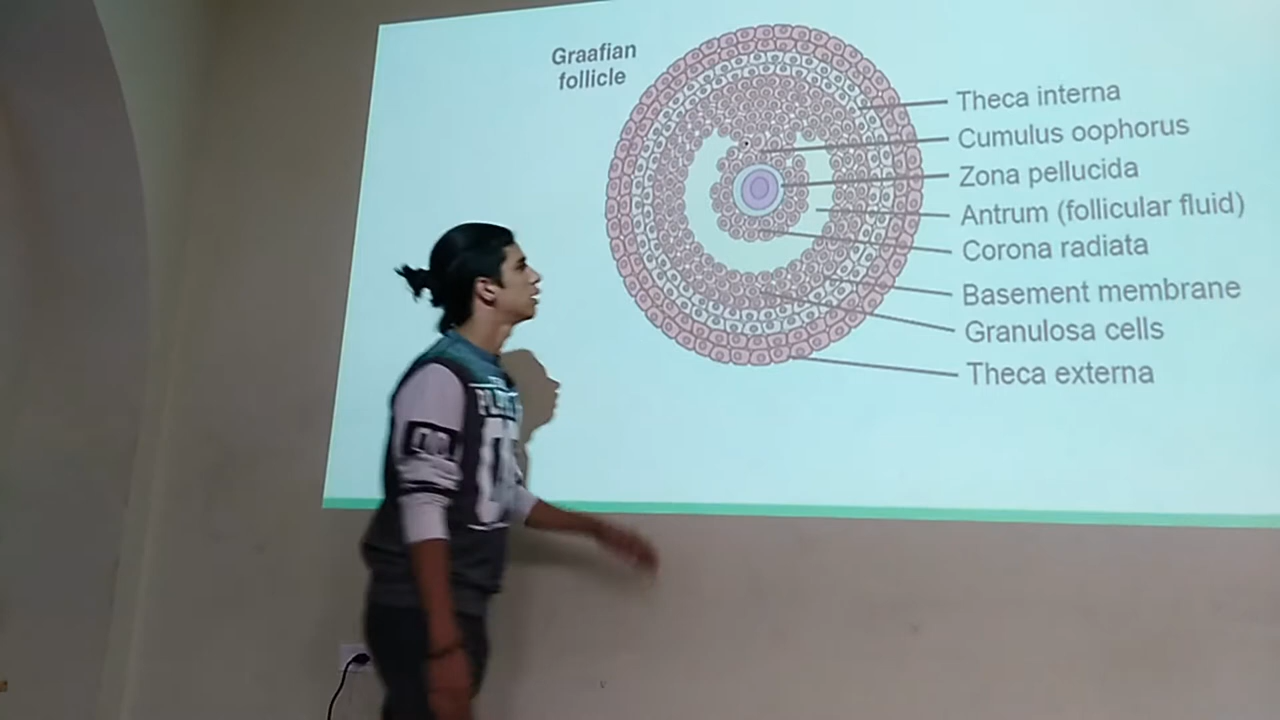 Graafian
follicle
Theca interna
Cumulus oophorus
Zona pellucida
Antrum (follicular fluid)
Corona radiata
Basement membrane
Granulosa cells
Theca externa